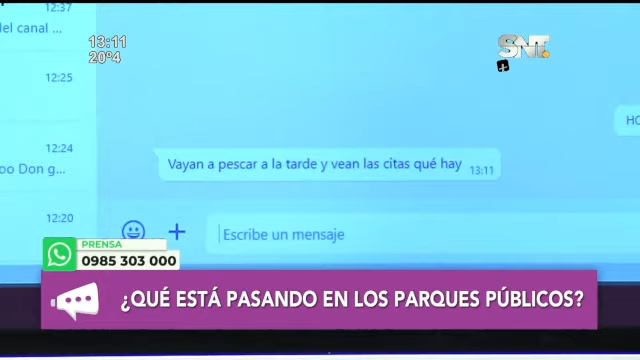 12:37
del canal ...
13:11
20°4
SNT.
12:25
HO
Vayan a pescar a la tarde y vean las citas qué hay
13:11
12:24
oo Don g...
12:20
Escribe un mensaje
PRENSA
0985 303 000
¿QUÉ ESTÁ PASANDO EN LOS PARQUES PÚBLICOS?